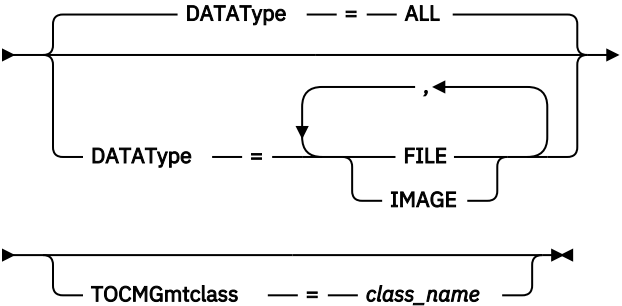 DATAType = ALL
,
DATAType = FILE
IMAGE
TOCMGmtclass = class_name